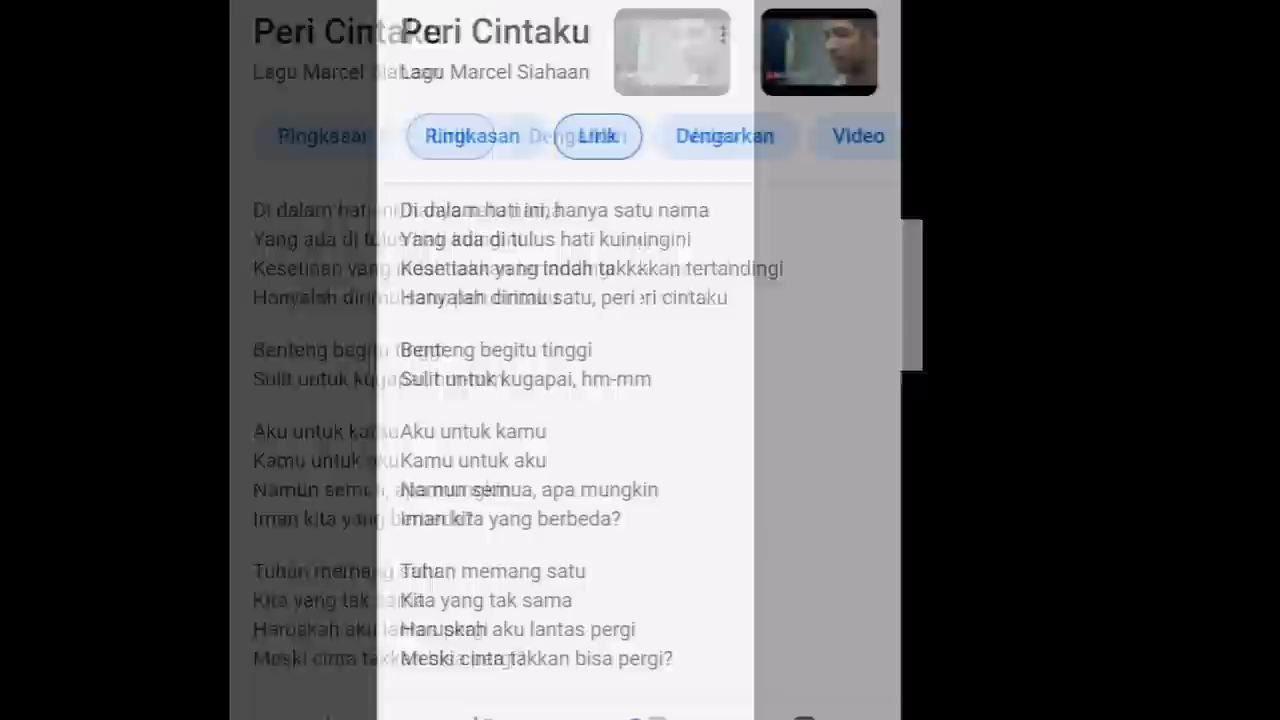 Peri Cintaku
Lagu Marcel Siahaan
Ringkasan Lirik Dengarkan Video
Di dalam hati ini, hanya satu nama
Yang ada di tulus hati ku ingini
Kesetiaan yang indah takkan tertandingi
Hanyalah dirimu satu, peri cintaku
Benteng begitu tinggi
Sulit untuk kugapai, hm-mm
Aku untuk kamu
Kamu untuk aku
Namun semua, apa mungkin
Iman kita yang berbeda?
Tuhan memang satu
Kita yang tak sama
Haruskah aku lantas pergi
Meski cinta takkan bisa pergi?